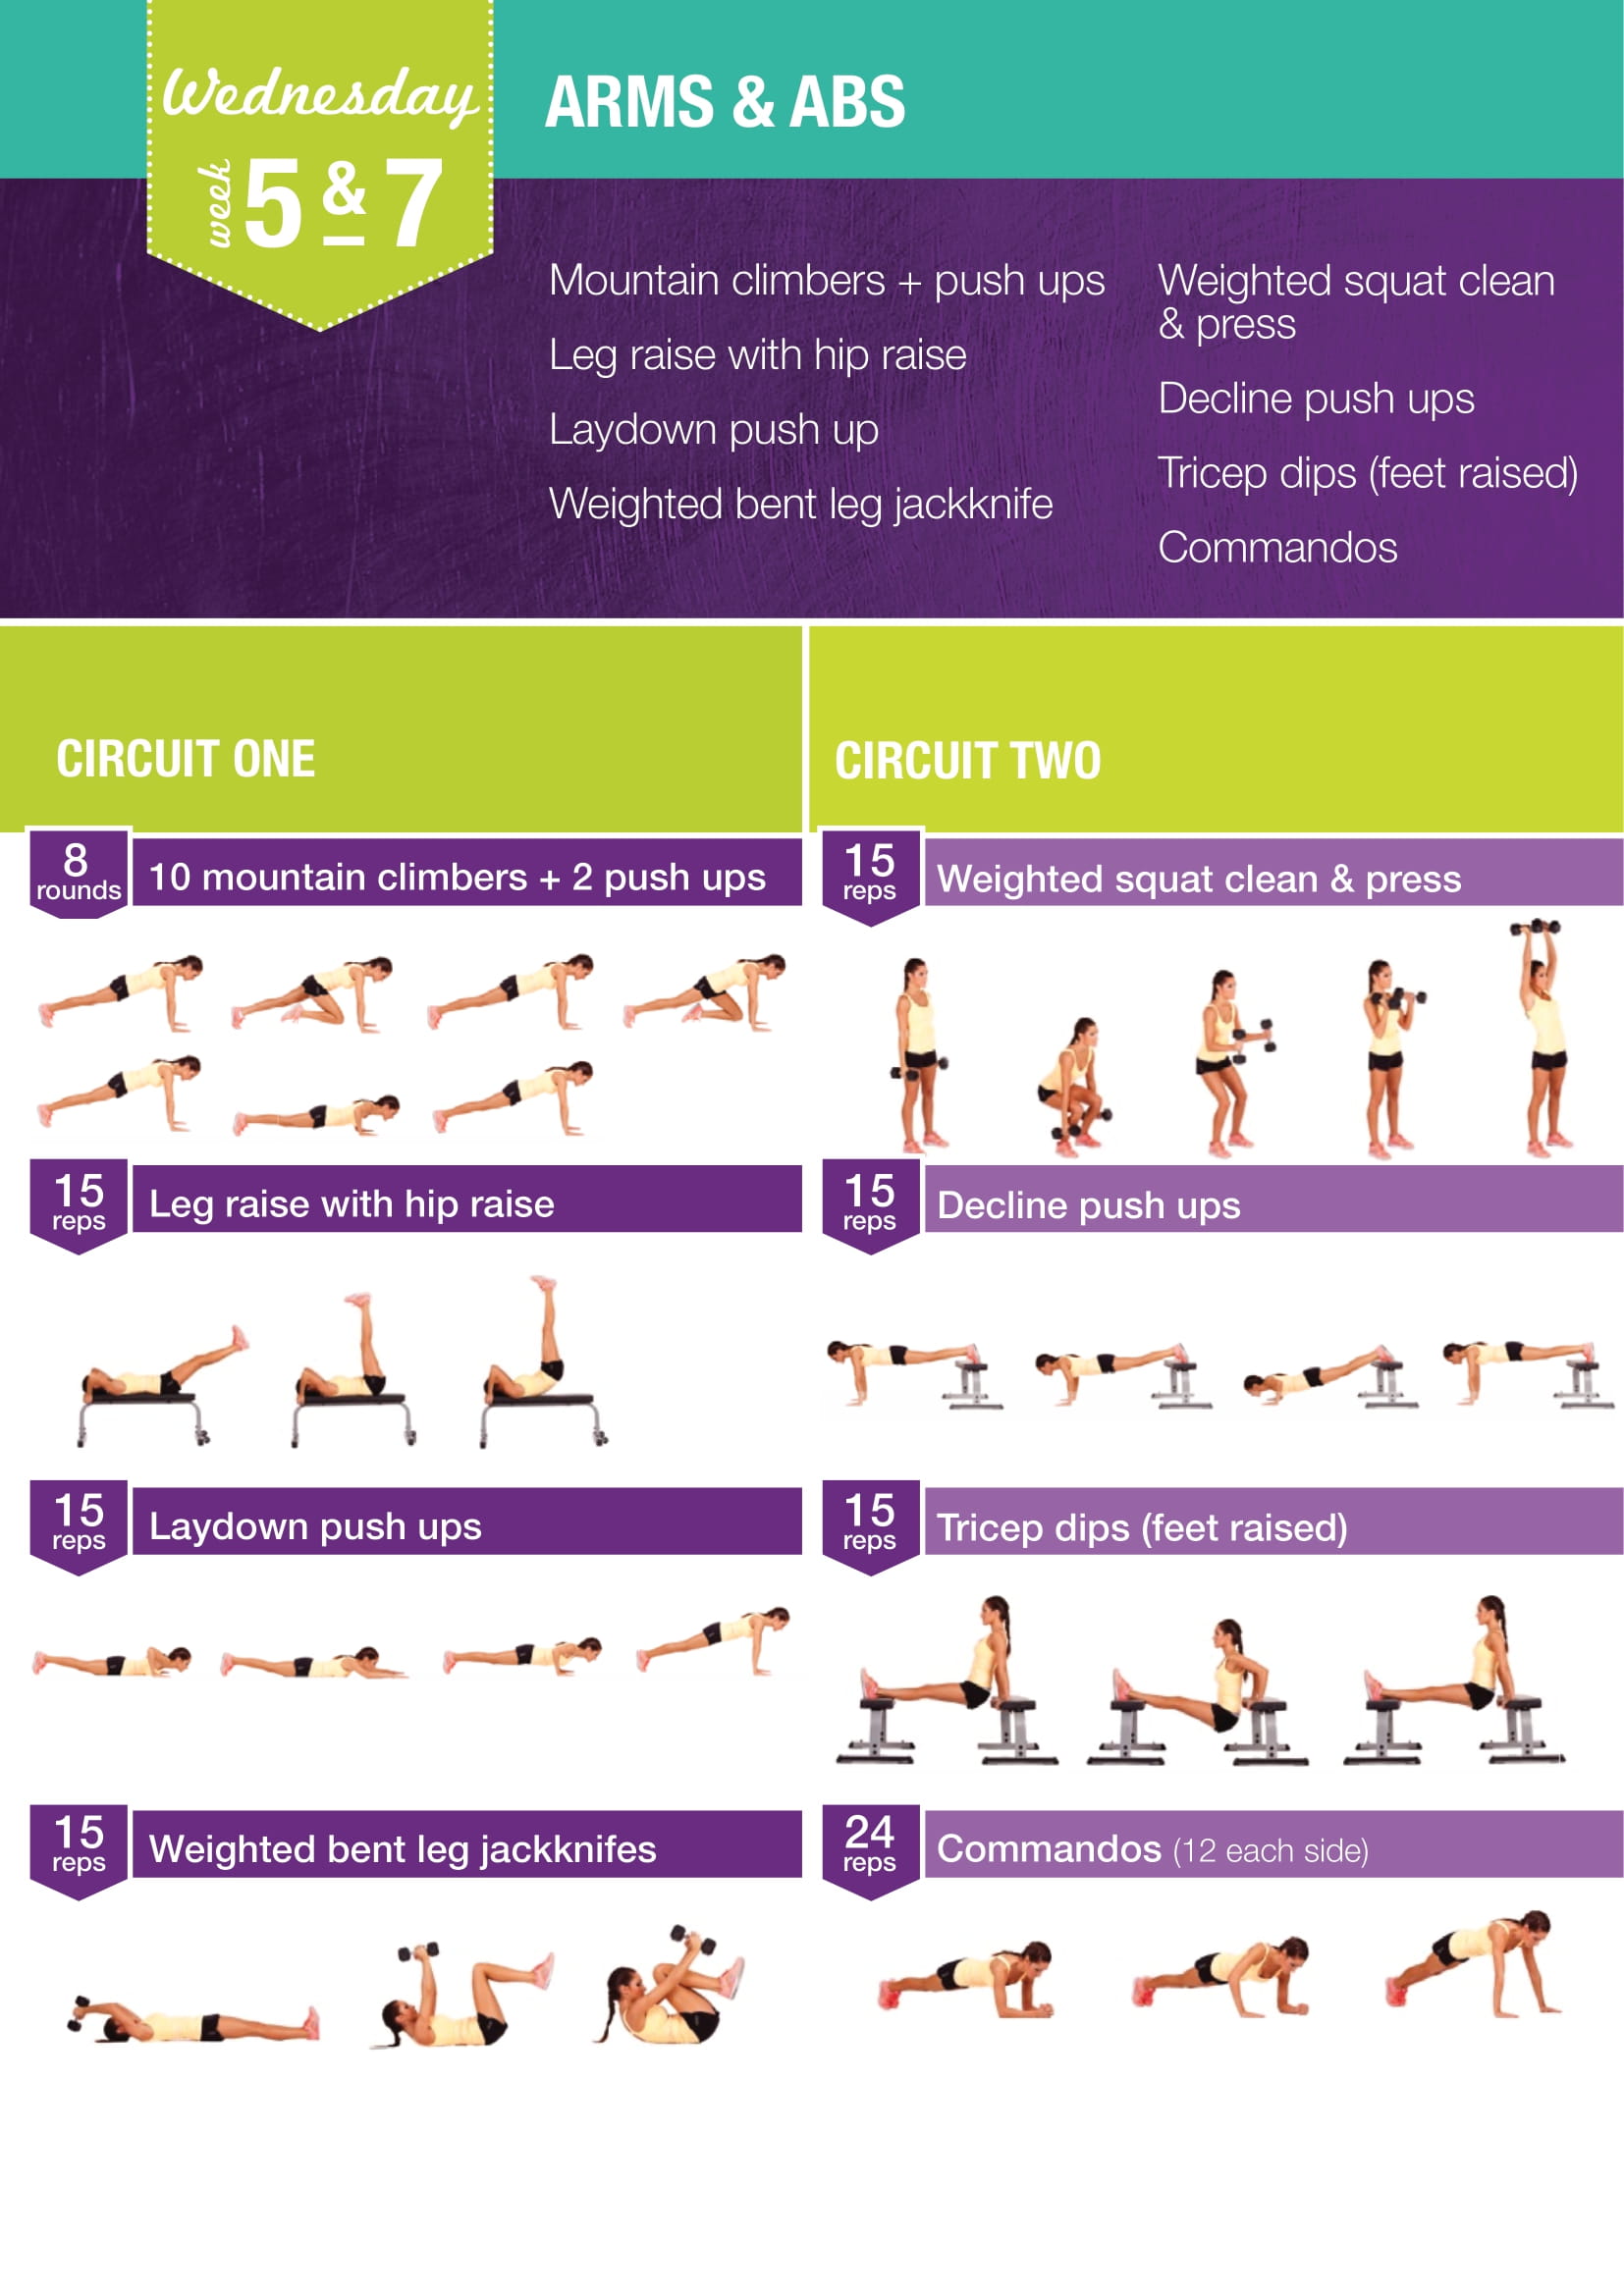 Wednesday
week 5 & 7
ARMS & ABS
Mountain climbers + push ups
Leg raise with hip raise
Laydown push up
Weighted bent leg jackknife
Weighted squat clean
& press
Decline push ups
Tricep dips (feet raised)
Commandos
CIRCUIT ONE
8
rounds
10 mountain climbers + 2 push ups
15
reps
Leg raise with hip raise
15
reps
Laydown push ups
15
reps
Weighted bent leg jackknifes
CIRCUIT TWO
15
reps
Weighted squat clean & press
15
reps
Decline push ups
15
reps
Tricep dips (feet raised)
24
reps
Commandos (12 each side)